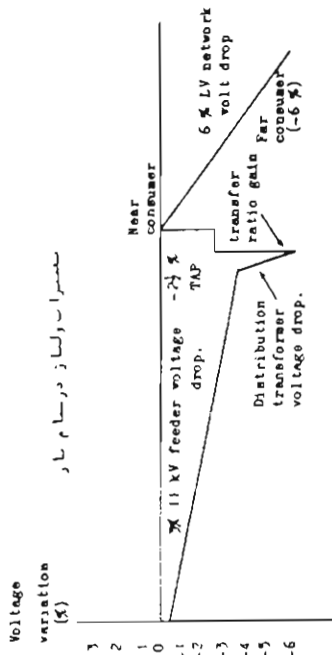 Voltage
variation
(%)
3
2
1
0
-1
-2
-3
-4
-5
-6
11 kV feeder voltage
drop.
-2½ %
TAP
Near
consumer
Distribution
transformer
voltage drop.
transfer
ratio gain
6 % LV network
volt drop
Far
consumer
(-6 %)